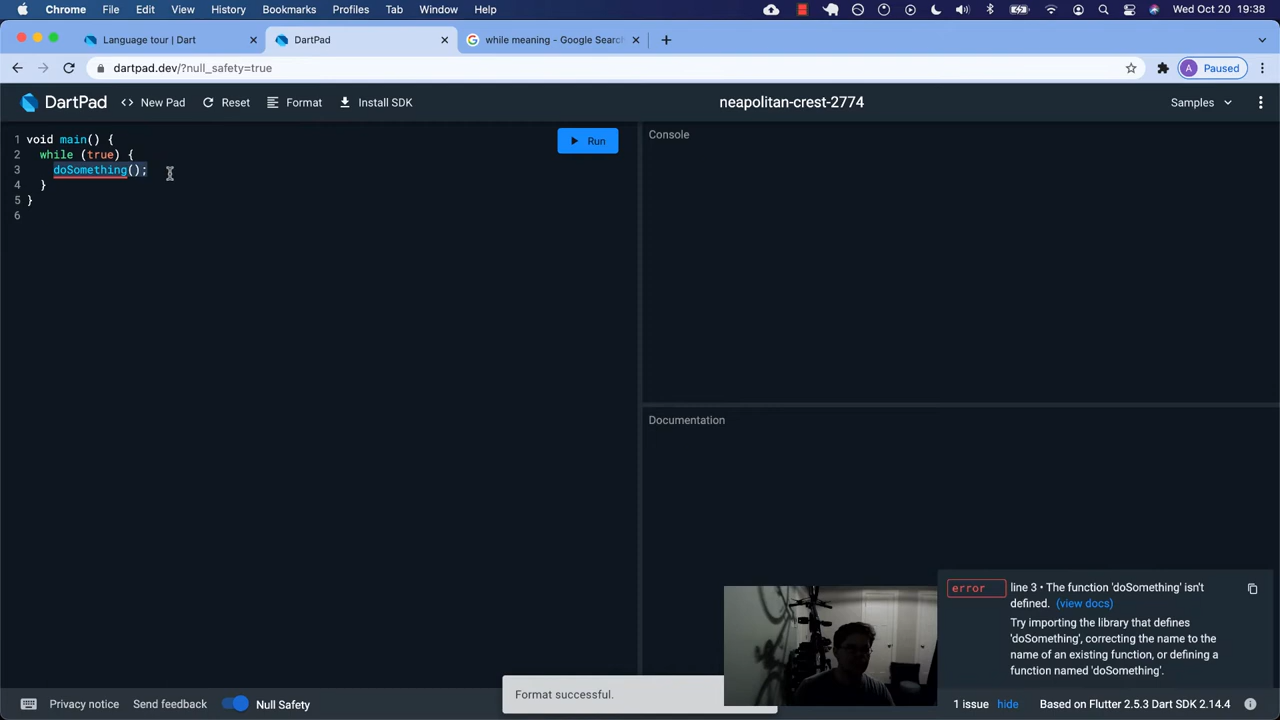 Chrome File Edit View History Bookmarks Profiles Tab Window Help Wed Oct 20 19:38
Language tour | Dart
DartPad
while meaning - Google Search
dartpad.dev/?null_safety=true
A Paused
DartPad
New Pad
Reset
Format
Install SDK
neapolitan-crest-2774
Samples
1 void main() {
2 while (true) {
3 doSomething();
4 }
5 }
6
Run
Console
Documentation
error
line 3 • The function 'doSomething' isn't
defined. (view docs)
Try importing the library that defines
'doSomething', correcting the name to the
name of an existing function, or defining a
function named 'doSomething'.
Format successful.
Privacy notice
Send feedback
Null Safety
1 issue hide
Based on Flutter 2.5.3 Dart SDK 2.14.4